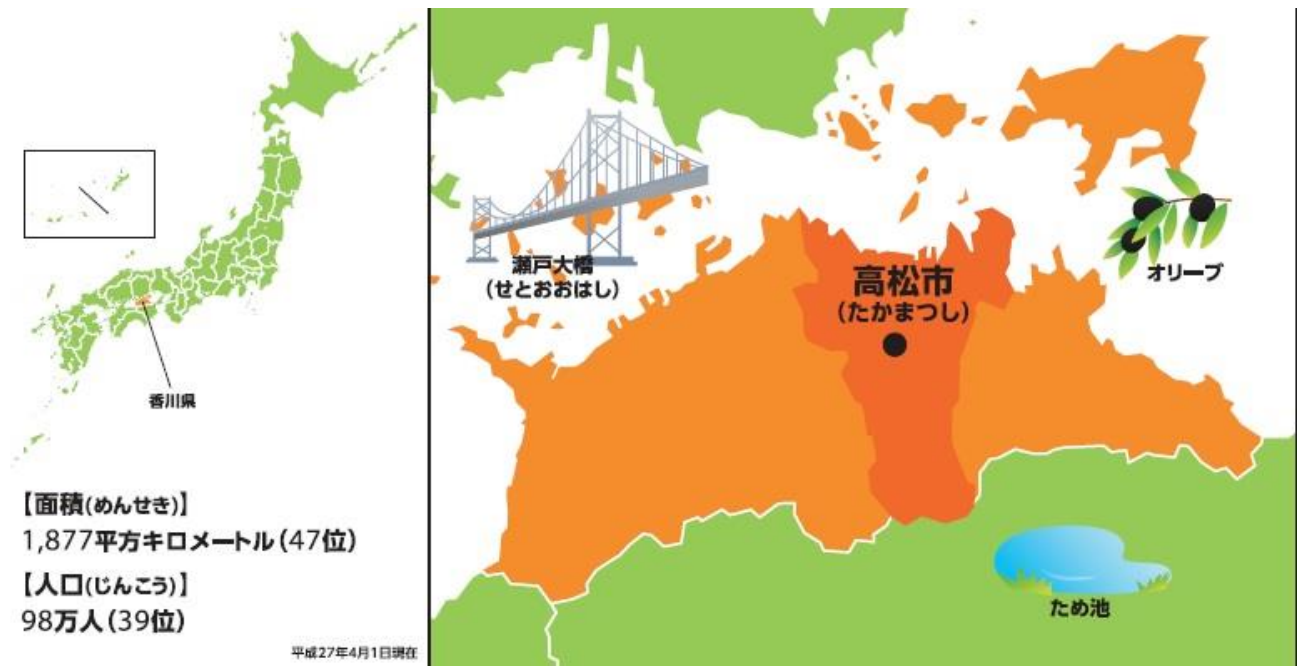 香川県
【面積(めんせき)】
1,877平方キロメートル(47位)
【人口(じんこう)】
98万人(39位)
平成27年4月1日現在
瀬戸大橋
(せとおおはし)
高松市
(たかまつし)
オリーブ
ため池